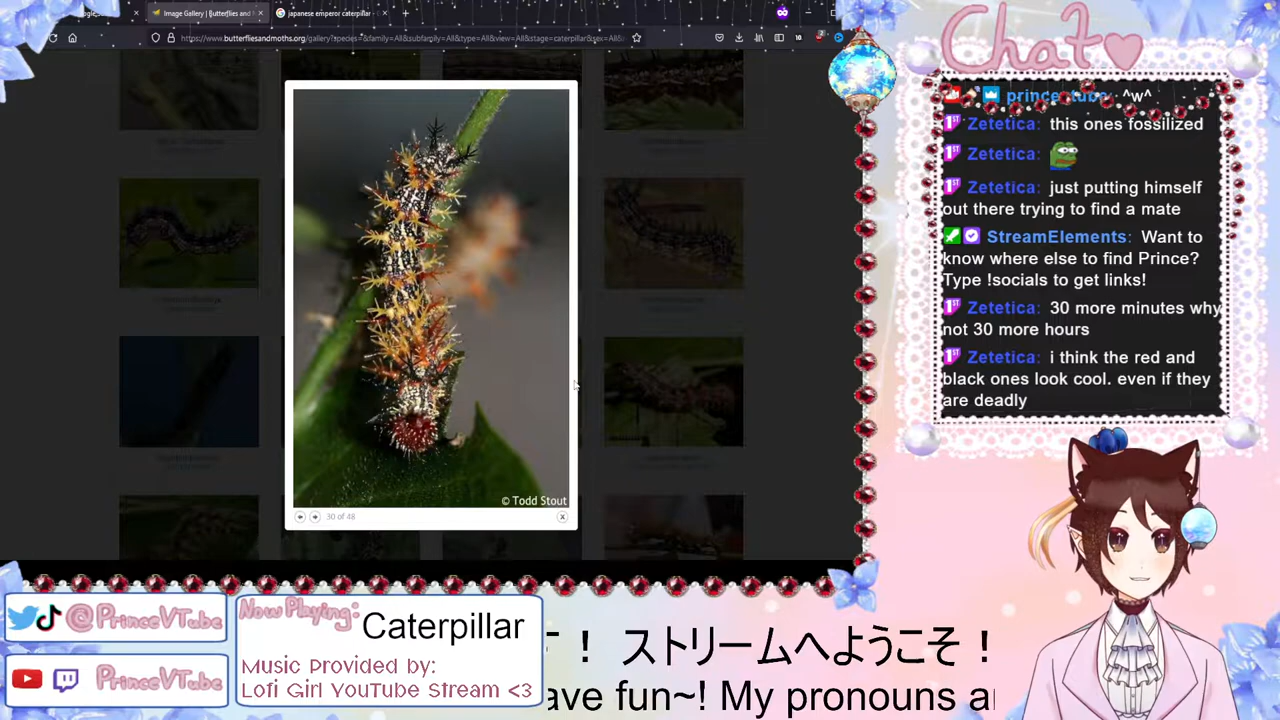 Image Gallery | Butterflies and
japanese emperor caterpillar -
https://www.butterfliesandmoths.org/gallery?species=&family=All&subfamily=All&type=All&view=All&stage=caterpillar&sex=All&
© Todd Stout
30 of 48
X
Chat♥
princevtube: ^w^
Zetetica: this ones fossilized
Zetetica:
Zetetica: just putting himself
out there trying to find a mate
StreamElements: Want to
know where else to find Prince?
Type !socials to get links!
Zetetica: 30 more minutes why
not 30 more hours
Zetetica: i think the red and
black ones look cool. even if they
are deadly
@PrinceVTube
PrinceVTube
Now Playing:
Caterpillar
Music Provided by:
Lofi Girl YouTube Stream <3
！ ストリームへようこそ！
ave fun~! My pronouns a